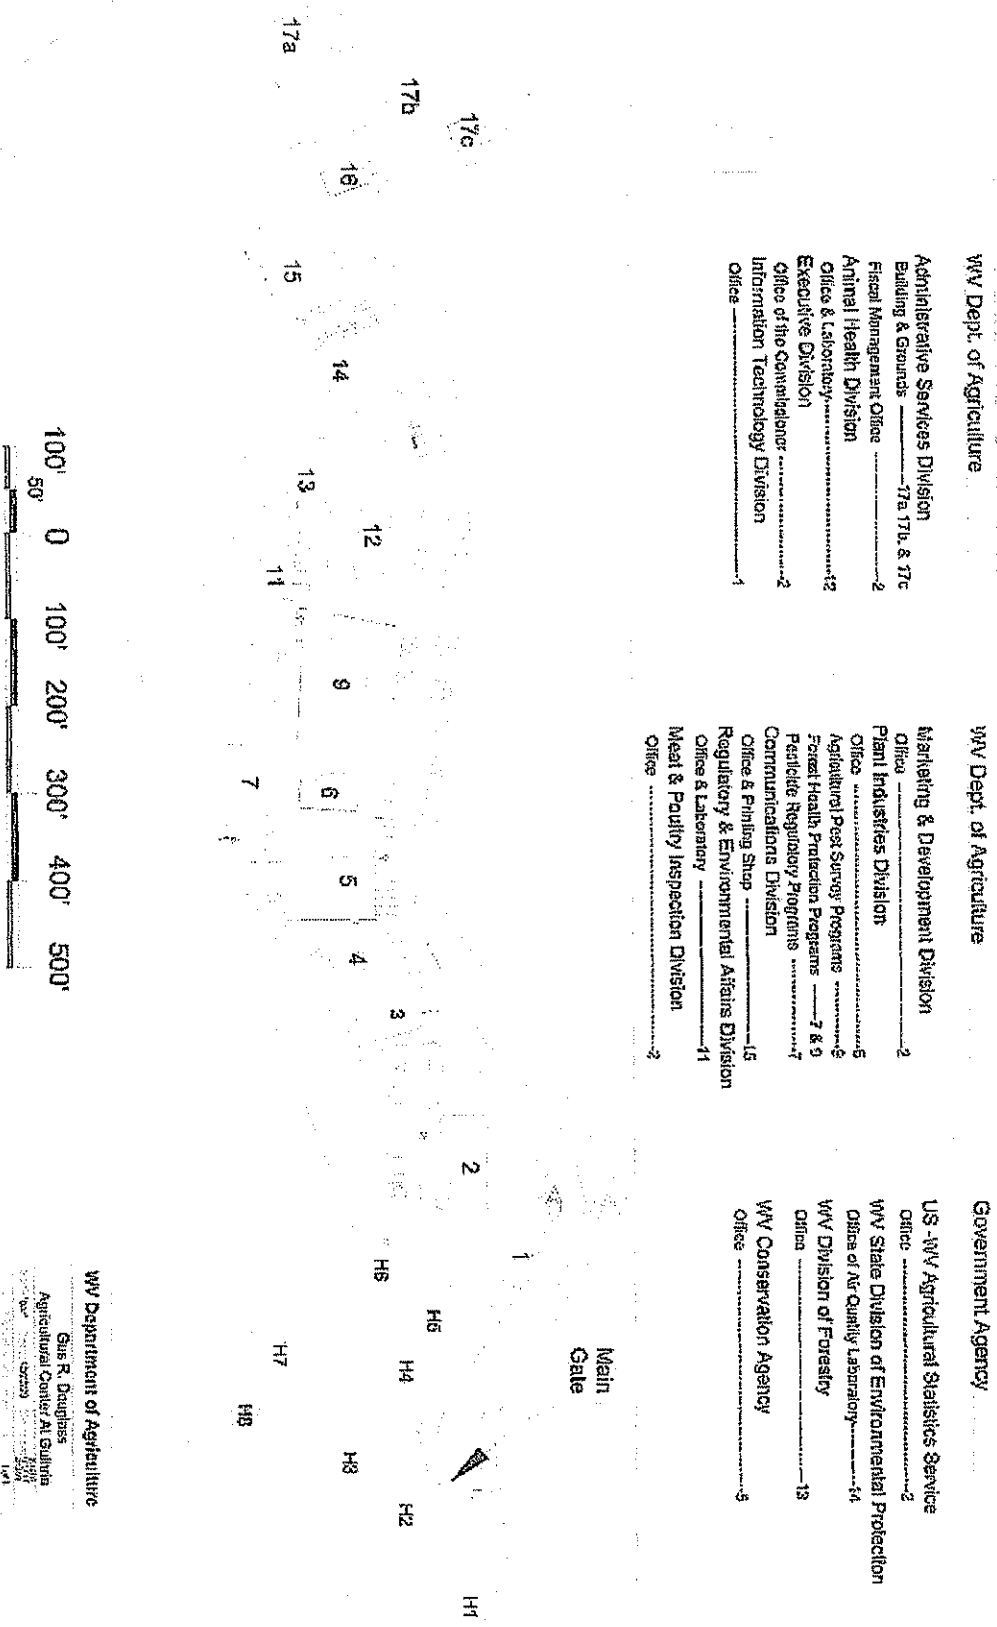 WV Dept. of Agriculture
Administrative Services Division
Building & Grounds ----------17a 17b. & 17c
Fiscal Management Office ----------2
Animal Health Division
Office & Laboratory----------12
Executive Division
Office of the Commissioner ----------2
Information Technology Division
Office ----------1
WV Dept. of Agriculture
Marketing & Development Division
Office ----------2
Plant Industries Division
Office ----------6
Agricultural Pest Survey Programs ----------9
Forest Health Protection Programs ----7 & 9
Pesticide Regulatory Programs ----------7
Communications Division
Office & Printing Shop ----------15
Regulatory & Environmental Affairs Division
Office & Laboratory ----------11
Meat & Poultry Inspection Division
Office ----------2
Government Agency
US -WV Agricultural Statistics Service
Office ----------2
WV State Division of Environmental Protection
Office of Air Quality Laboratory----------14
WV Division of Forestry
Office ----------13
WV Conservation Agency
Office ----------5
Main
Gate
17c
17b
17a
16
15
14
13
12
11
9
7
6
5
4
3
2
1
H6
H5
H4
H7
H8
H3
H2
H1
100' 0 100' 200' 300' 400' 500'
50'
WV Department of Agriculture
Gus R. Douglass
Agricultural Center At Guthrie
1 of 1